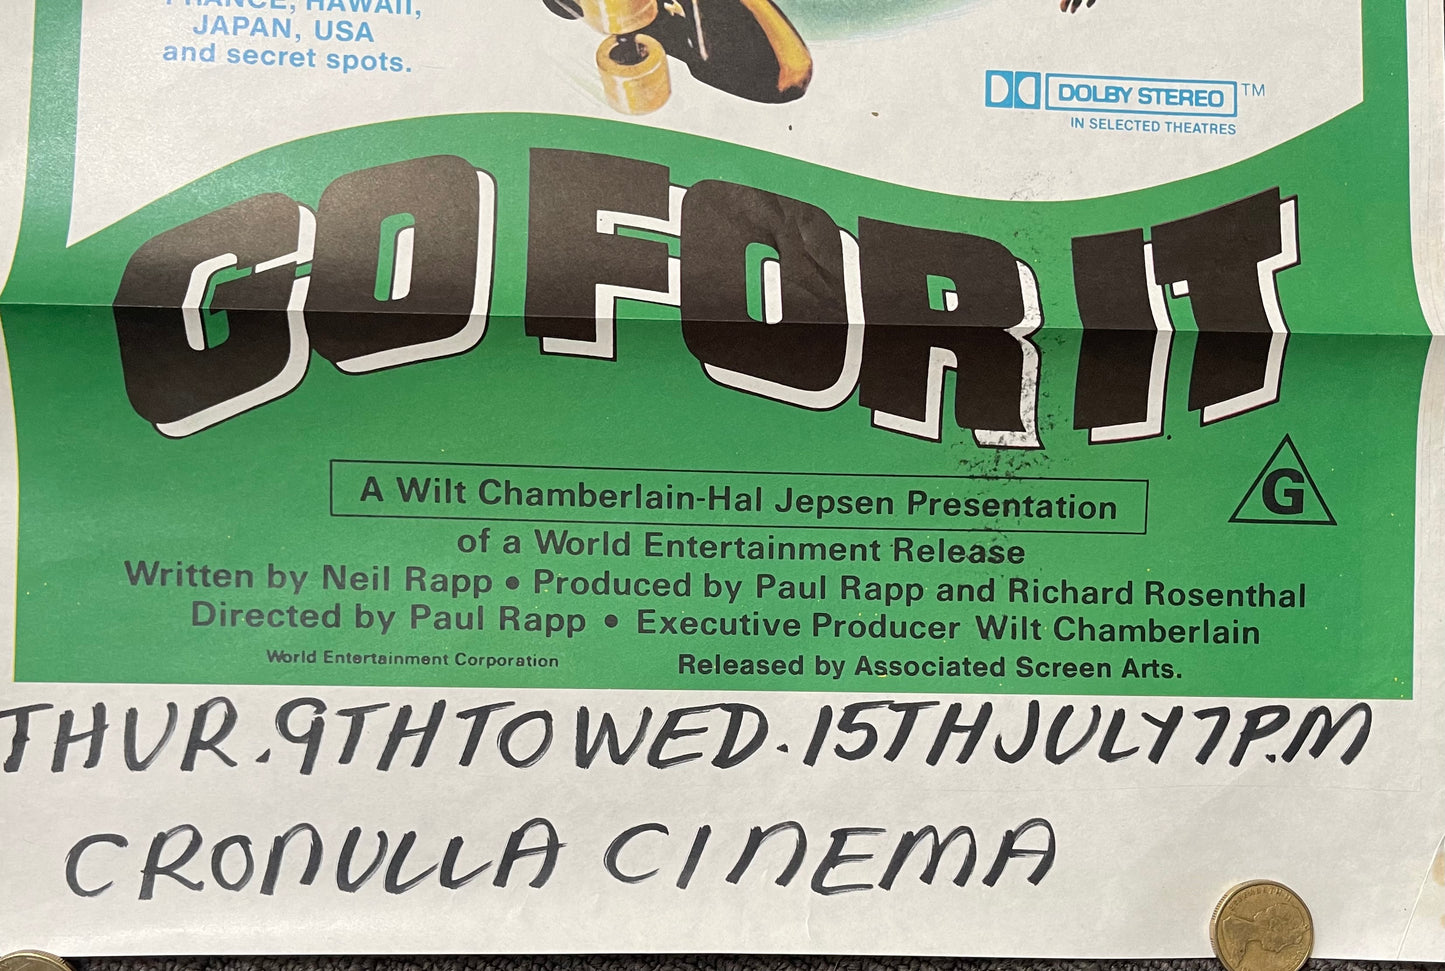 FRANCE, HAWAII,
JAPAN, USA
and secret spots.
DOLBY STEREO TM
IN SELECTED THEATRES
GO FOR IT
A Wilt Chamberlain-Hal Jepsen Presentation
G
of a World Entertainment Release
Written by Neil Rapp • Produced by Paul Rapp and Richard Rosenthal
Directed by Paul Rapp • Executive Producer Wilt Chamberlain
World Entertainment Corporation
Released by Associated Screen Arts.
THUR. 9TH TO WED. 15TH JULY 7P.M
CRONULLA CINEMA